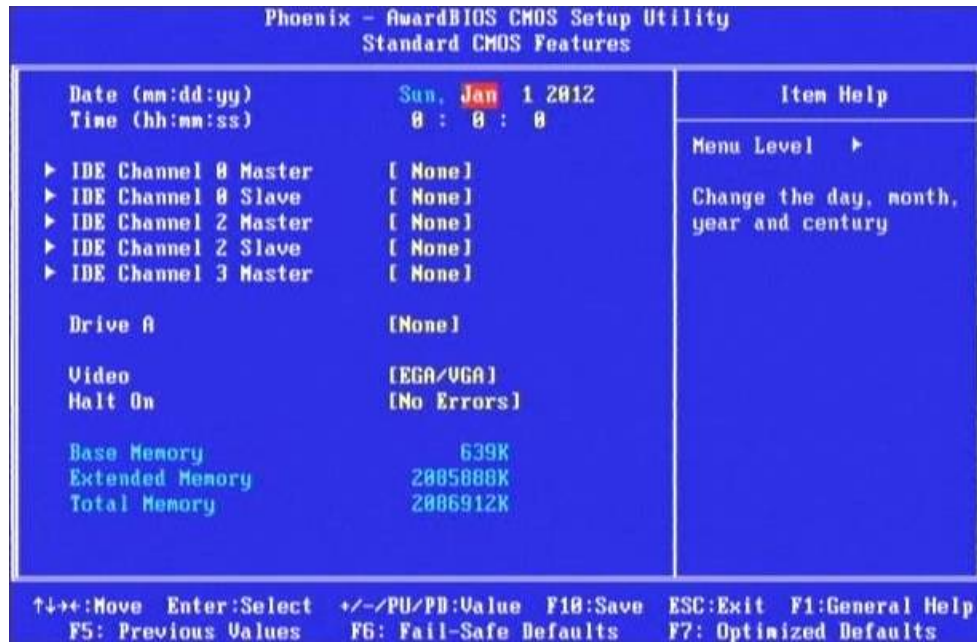 Phoenix - AwardBIOS CMOS Setup Utility
Standard CMOS Features
Date (mm:dd:yy) Sun, Jan 1 2012
Time (hh:mm:ss) 0 : 0 : 0
► IDE Channel 0 Master [ None]
► IDE Channel 0 Slave [ None]
► IDE Channel 2 Master [ None]
► IDE Channel 2 Slave [ None]
► IDE Channel 3 Master [ None]
Drive A [None]
Video [EGA/VGA]
Halt On [No Errors]
Base Memory 639K
Extended Memory 2085888K
Total Memory 2086912K
Item Help
Menu Level ►
Change the day, month,
year and century
↑↓→←:Move Enter:Select +/-/PU/PD:Value F10:Save ESC:Exit F1:General Help
F5: Previous Values F6: Fail-Safe Defaults F7: Optimized Defaults